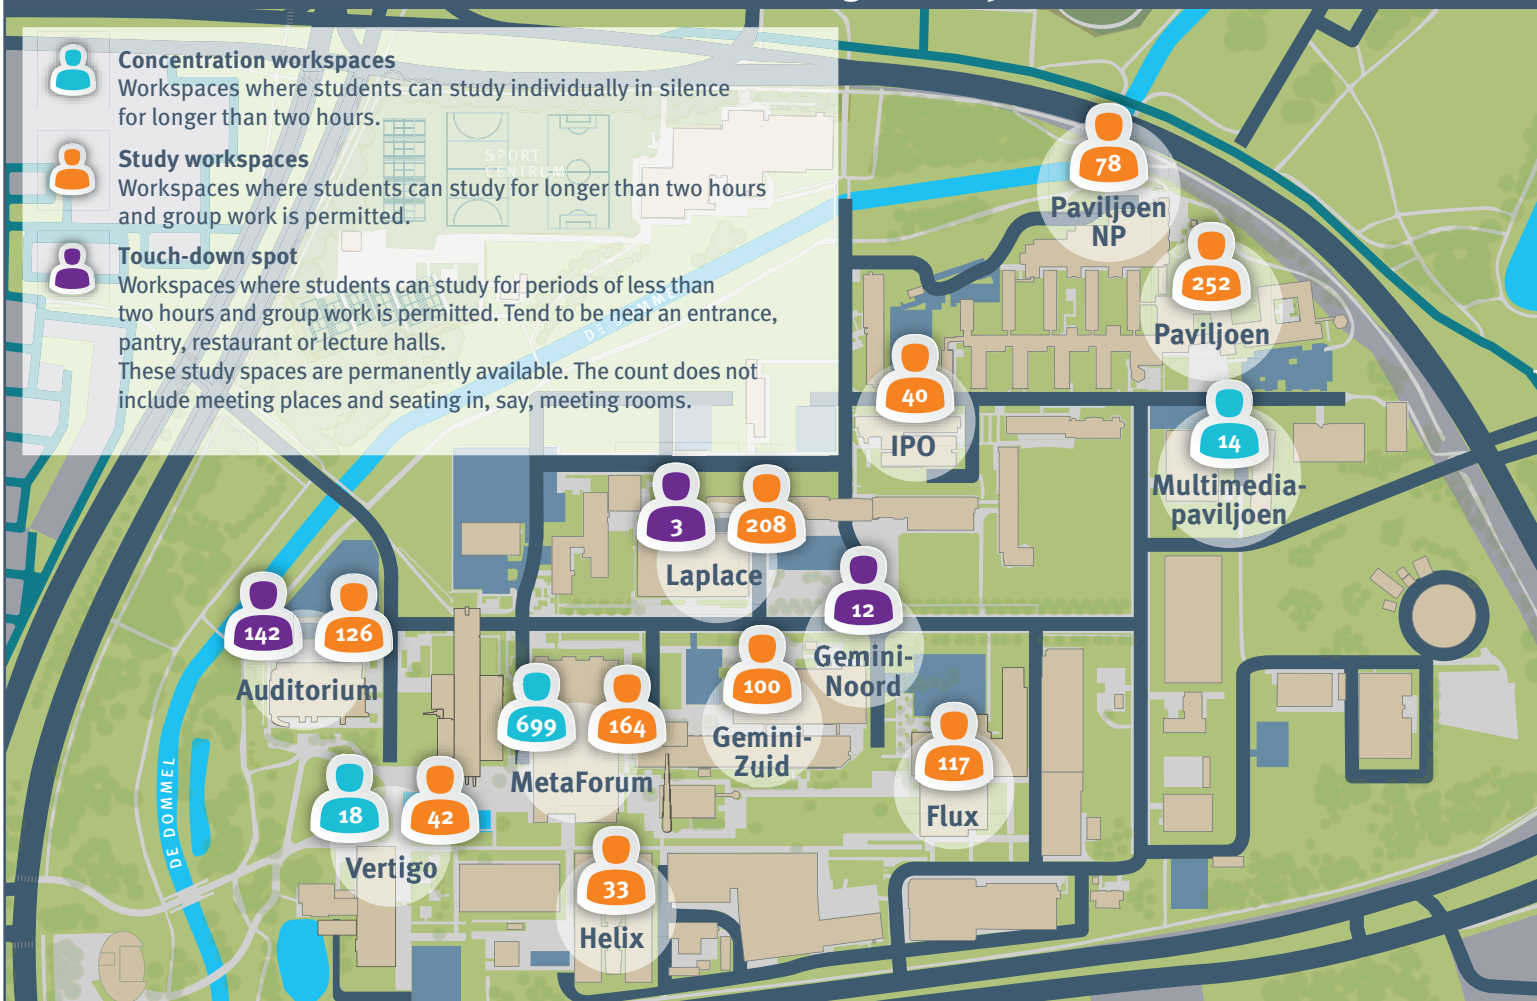 Concentration workspaces
Workspaces where students can study individually in silence
for longer than two hours.
Study workspaces
Workspaces where students can study for longer than two hours
and group work is permitted.
Touch-down spot
Workspaces where students can study for periods of less than
two hours and group work is permitted. Tend to be near an entrance,
pantry, restaurant or lecture halls.
These study spaces are permanently available. The count does not
include meeting places and seating in, say, meeting rooms.
SPORT
CENTRUM
DE DOMMEL
78
Paviljoen
NP
252
Paviljoen
40
IPO
14
Multimedia-
paviljoen
3
208
Laplace
12
Gemini-
Noord
142
126
Auditorium
100
Gemini-
Zuid
699
164
MetaForum
117
Flux
18
42
Vertigo
33
Helix
DE DOMMEL